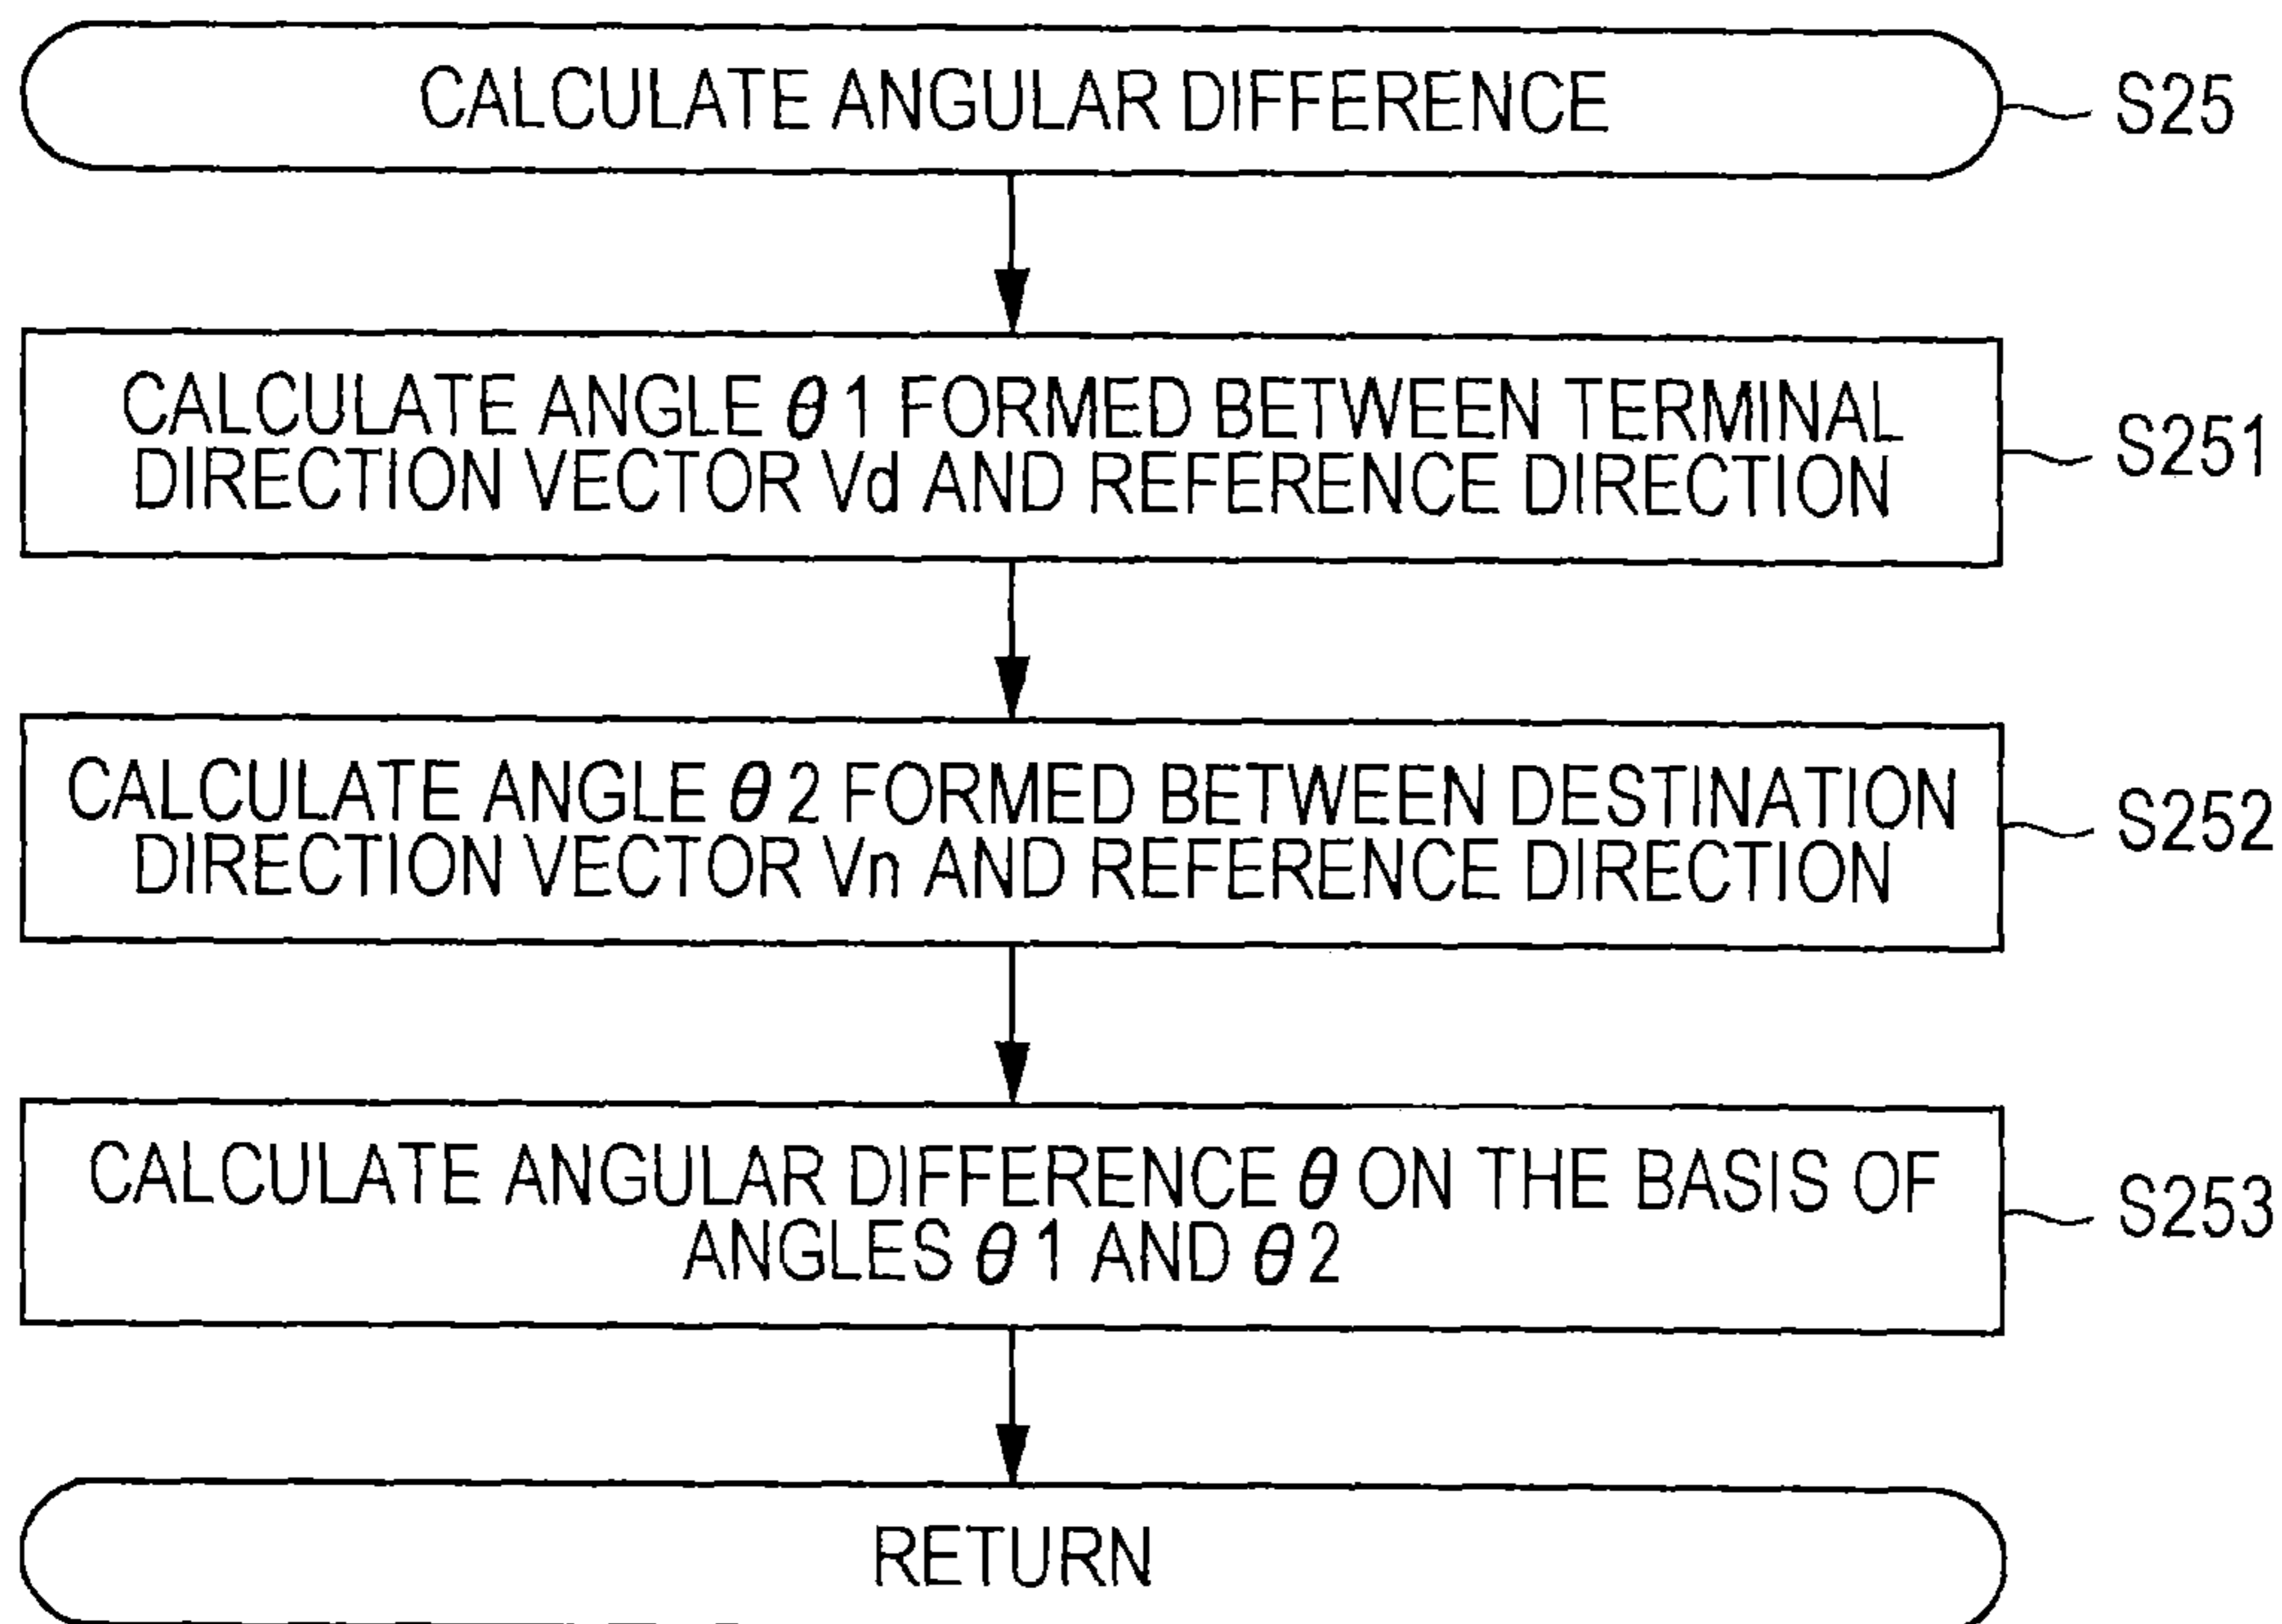 CALCULATE ANGULAR DIFFERENCE
S25
CALCULATE ANGLE θ1 FORMED BETWEEN TERMINAL
DIRECTION VECTOR Vd AND REFERENCE DIRECTION
S251
CALCULATE ANGLE θ2 FORMED BETWEEN DESTINATION
DIRECTION VECTOR Vn AND REFERENCE DIRECTION
S252
CALCULATE ANGULAR DIFFERENCE θ ON THE BASIS OF
ANGLES θ1 AND θ2
S253
RETURN